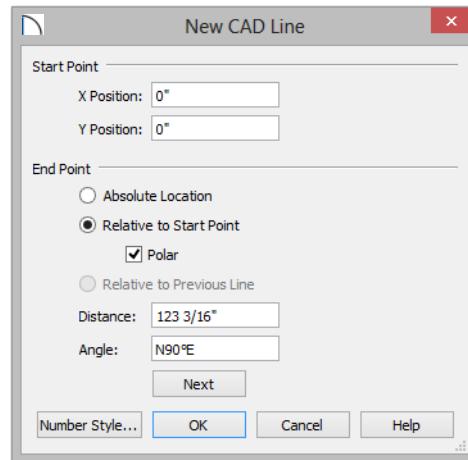 New CAD Line
Start Point
X Position: 0"
Y Position: 0"
End Point
Absolute Location
Relative to Start Point
Polar
Relative to Previous Line
Distance: 123 3/16"
Angle: N90°E
Next
Number Style... OK Cancel Help